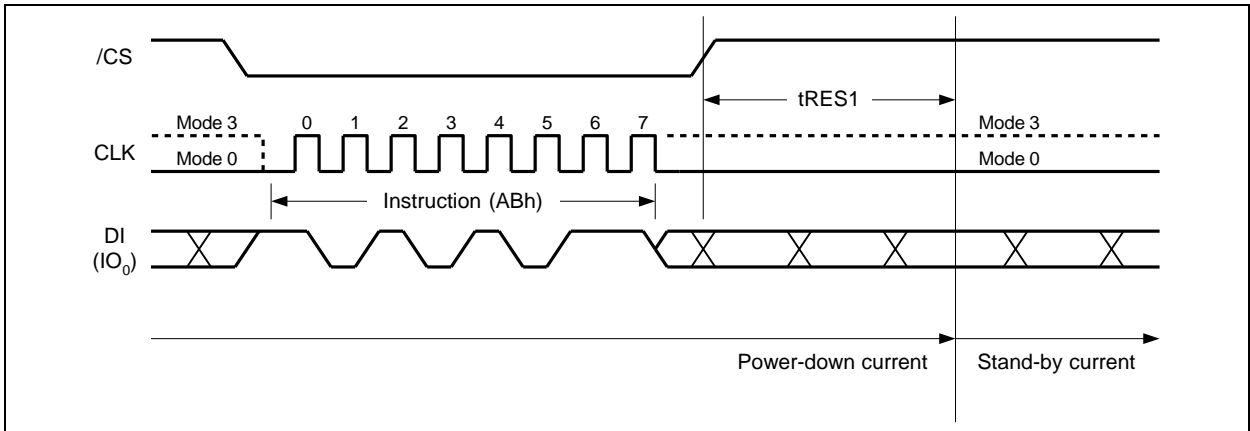 /CS
tRES1
Mode 3 0 1 2 3 4 5 6 7 Mode 3
CLK
Mode 0 Mode 0
Instruction (ABh)
DI
(IO0)
Power-down current Stand-by current